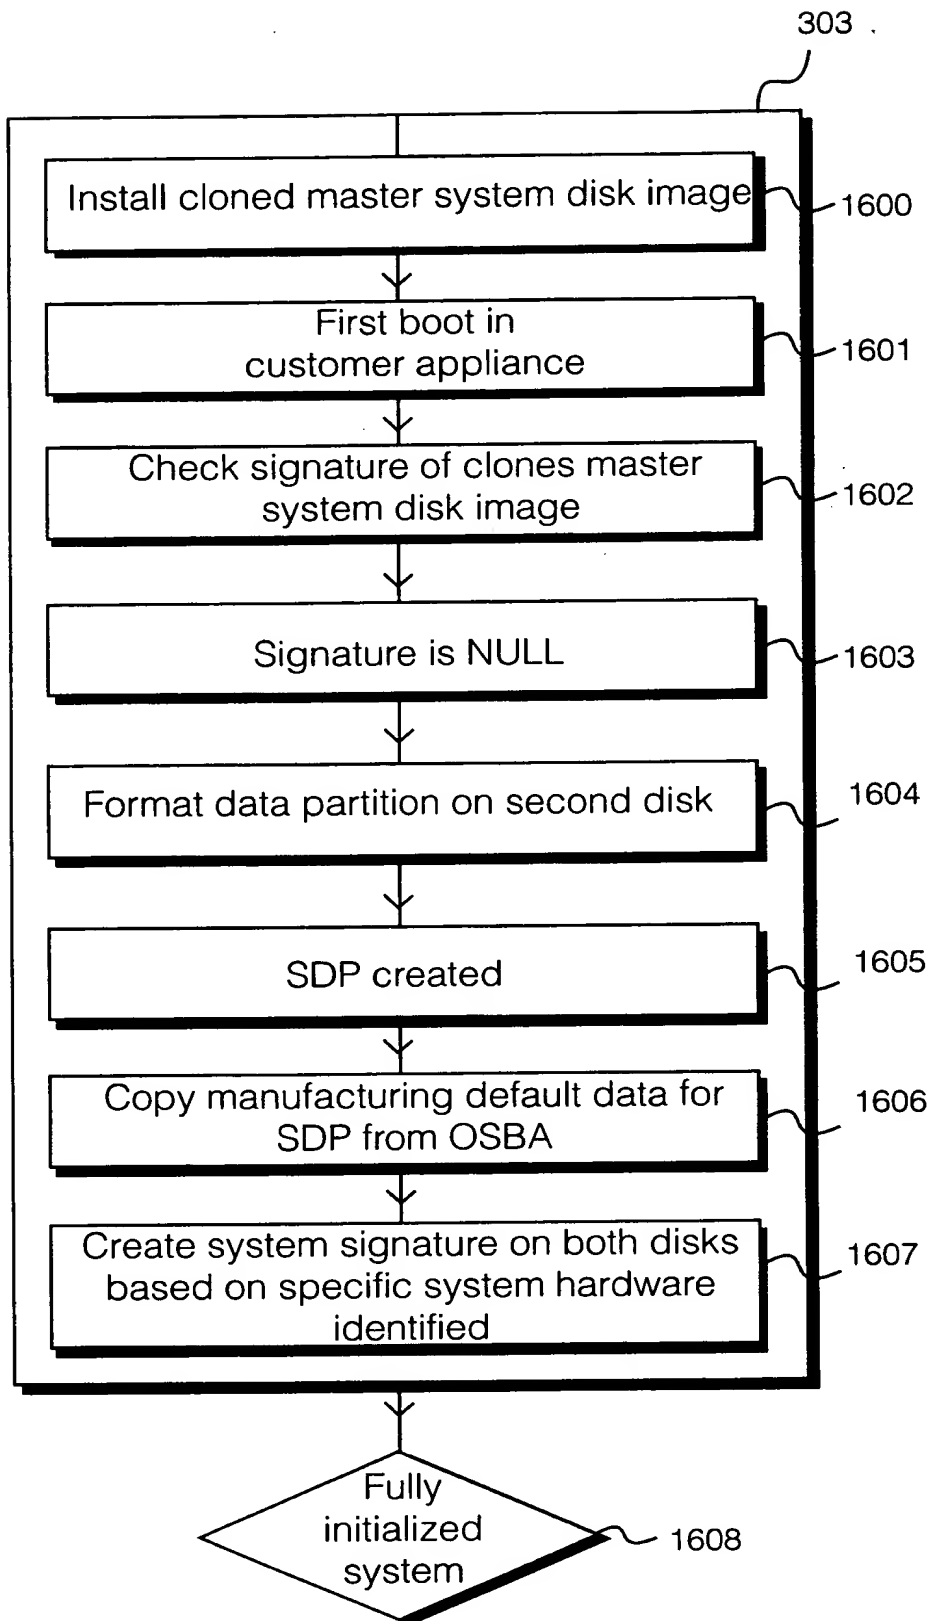 303
Install cloned master system disk image
1600
First boot in
customer appliance
1601
Check signature of clones master
system disk image
1602
Signature is NULL
1603
Format data partition on second disk
1604
SDP created
1605
Copy manufacturing default data for
SDP from OSBA
1606
Create system signature on both disks
based on specific system hardware
identified
1607
Fully
initialized
system
1608